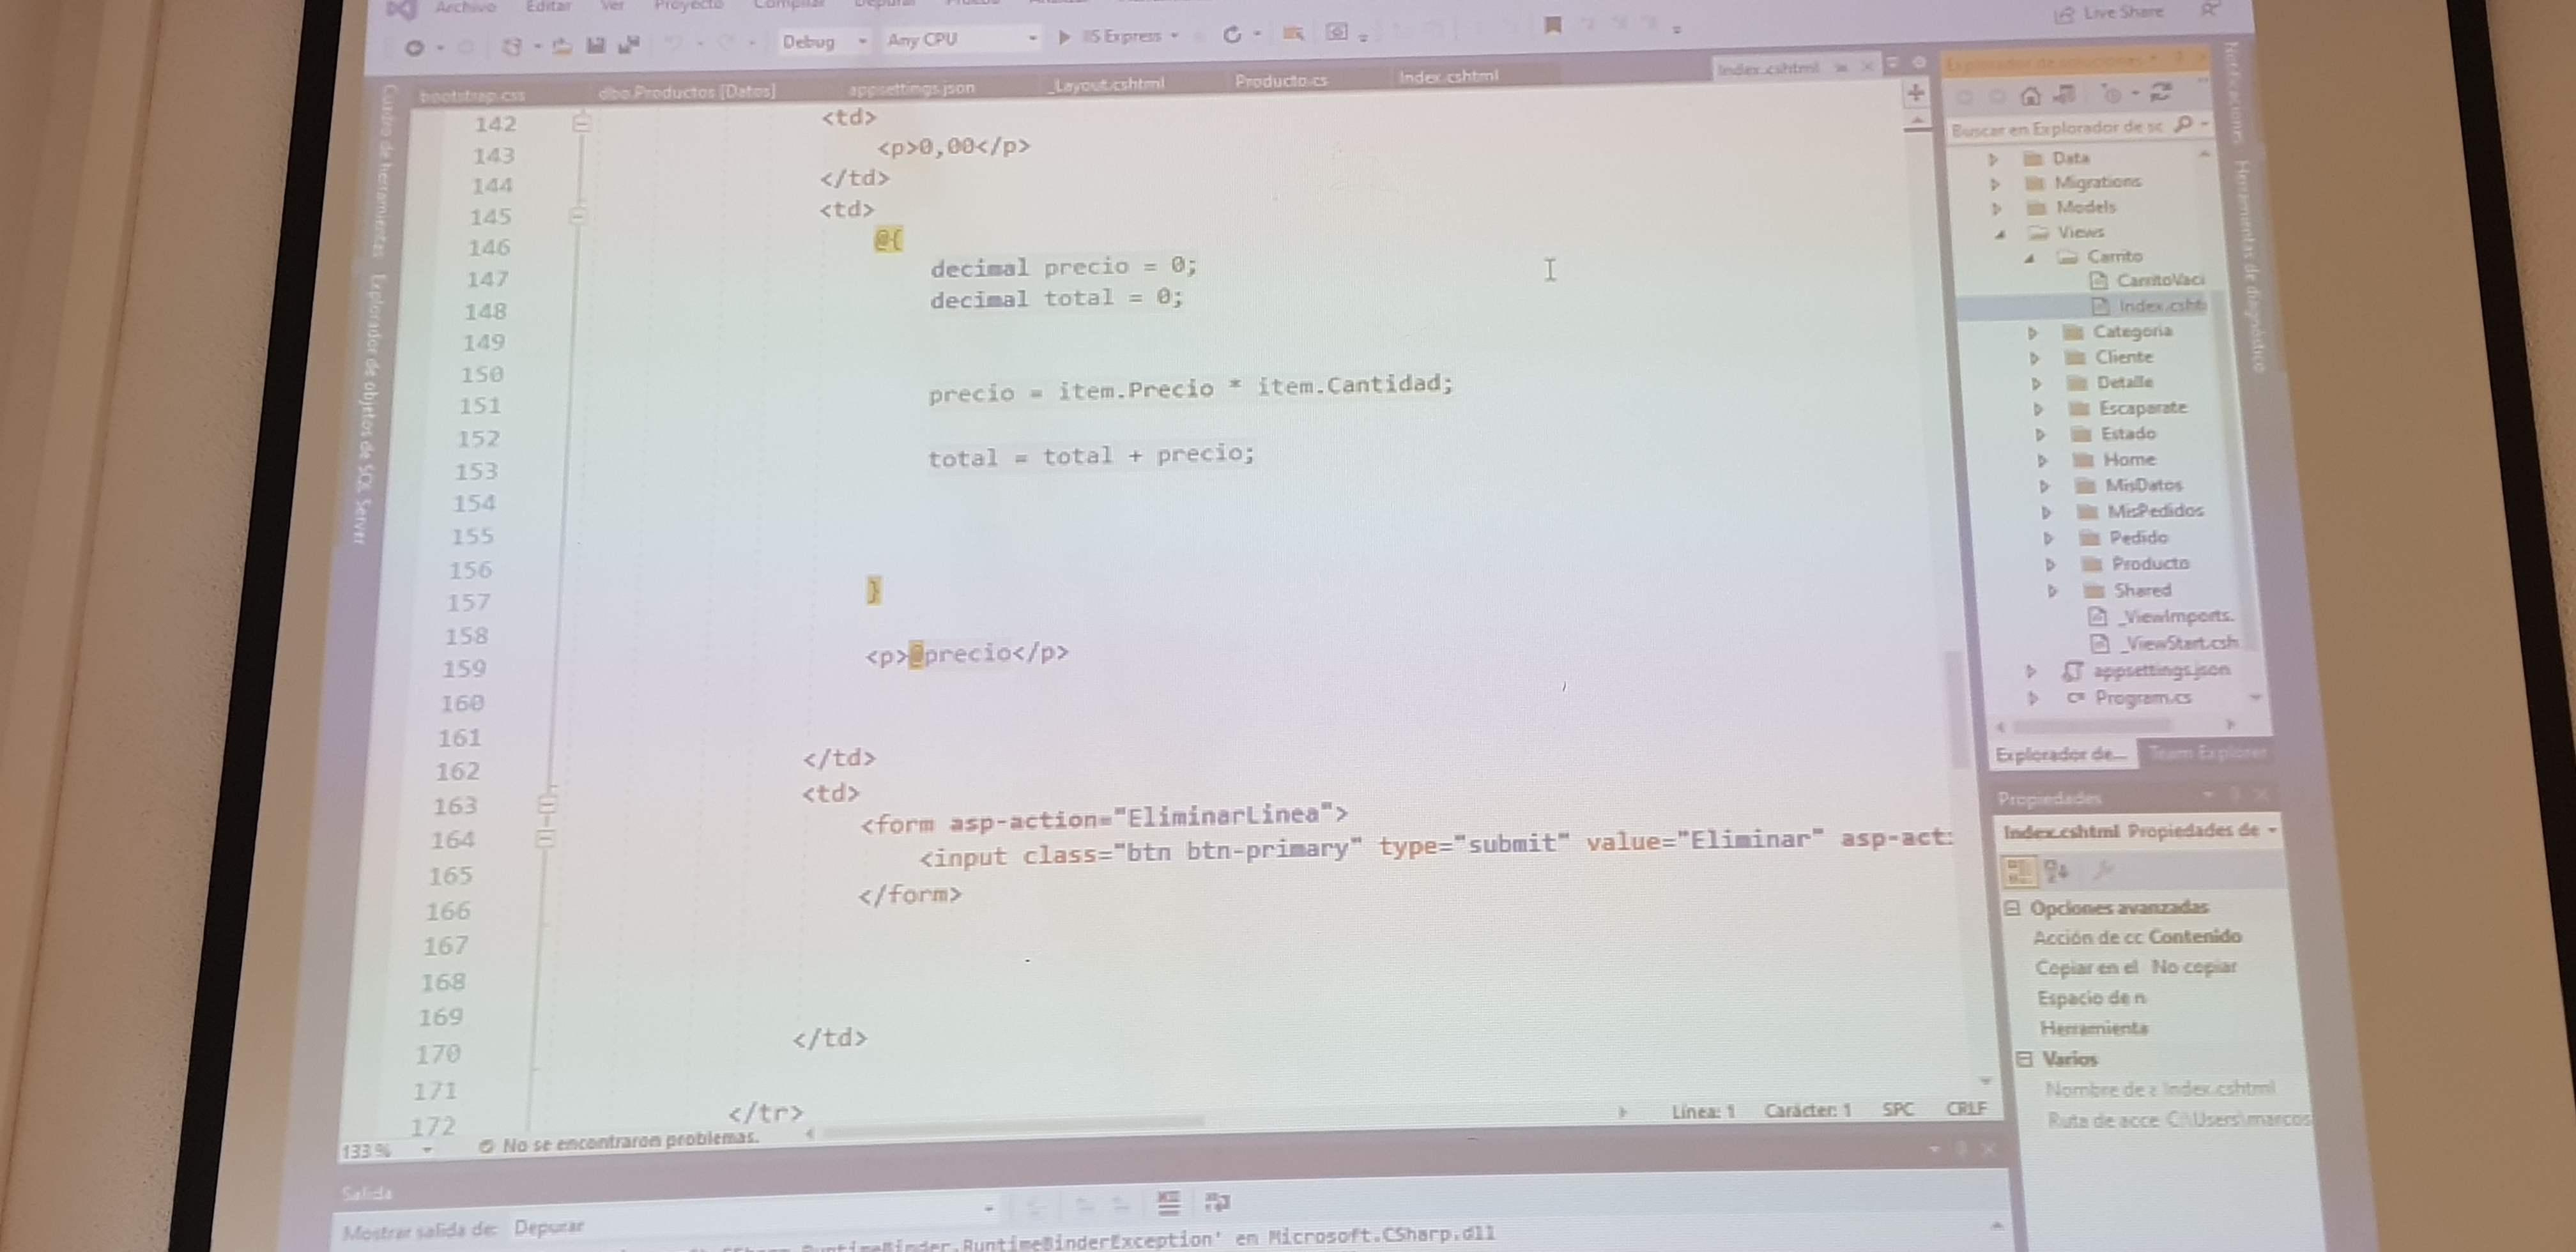 Archivo Editar Ver Proyecto Compilar Depurar
Live Share
Debug Any CPU IIS Express
bootstrap.css dbo.Productos [Datos] appsettings.json _Layout.cshtml Producto.cs Index.cshtml Index.cshtml
Cuadro de herramientas Explorador de objetos de SQL Server
142 <td>
143 <p>0,00</p>
144 </td>
145 <td>
146 @{
147 decimal precio = 0;
148 decimal total = 0;
149
150
151 precio = item.Precio * item.Cantidad;
152
153 total = total + precio;
154
155
156
157 }
158
159 <p>@precio</p>
160
161
162 </td>
163 <td>
164 <form asp-action="EliminarLinea">
165 <input class="btn btn-primary" type="submit" value="Eliminar" asp-act
166 </form>
167
168
169
170 </td>
171
172 </tr>
133 % No se encontraron problemas. Línea: 1 Carácter: 1 SPC CRLF
Salida
Mostrar salida de: Depurar
RuntimeBinder.RuntimeBinderException' en Microsoft.CSharp.dll
Explorador de soluciones
Buscar en Explorador de sc
Data
Migrations
Models
Views
Carrito
CarritoVaci
Index.csht
Categoria
Cliente
Detalle
Escaparate
Estado
Home
MisDatos
MisPedidos
Pedido
Producto
Shared
_ViewImports.
_ViewStart.csh
appsettings.json
C# Program.cs
Explorador de... Team Explorer
Propiedades
Index.cshtml Propiedades de
Opciones avanzadas
Acción de cc Contenido
Copiar en el No copiar
Espacio de n
Herramienta
Varios
Nombre de a Index.cshtml
Ruta de acce C:\Users\marcos
Notificaciones Herramientas de diagnóstico